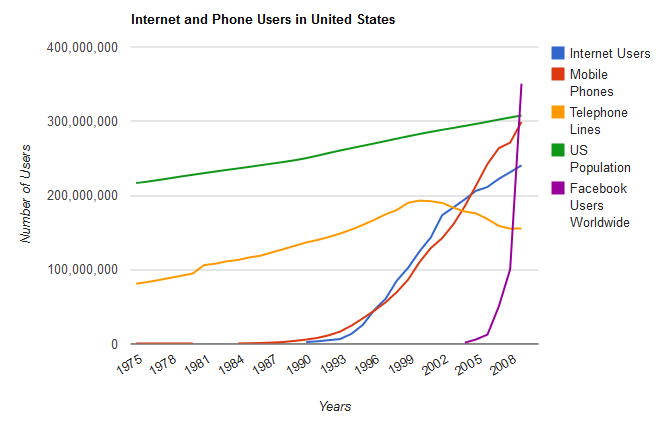 Internet and Phone Users in United States
400,000,000
300,000,000
200,000,000
100,000,000
0
Number of Users
1975
1978
1981
1984
1987
1990
1993
1996
1999
2002
2005
2008
Years
Internet Users
Mobile
Phones
Telephone
Lines
US
Population
Facebook
Users
Worldwide